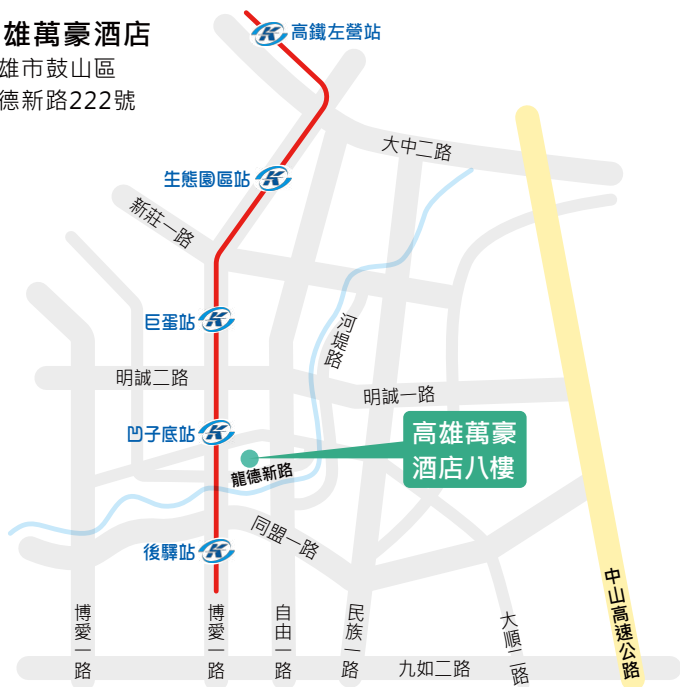 雄萬豪酒店
雄市鼓山區
德新路222號
高鐵左營站
大中二路
生態園區站
新莊一路
巨蛋站
河堤路
明誠二路
明誠一路
凹子底站
高雄萬豪
酒店八樓
龍德新路
同盟一路
後驛站
中山高速公路
博愛一路
博愛一路
自由一路
民族一路
大順二路
九如二路